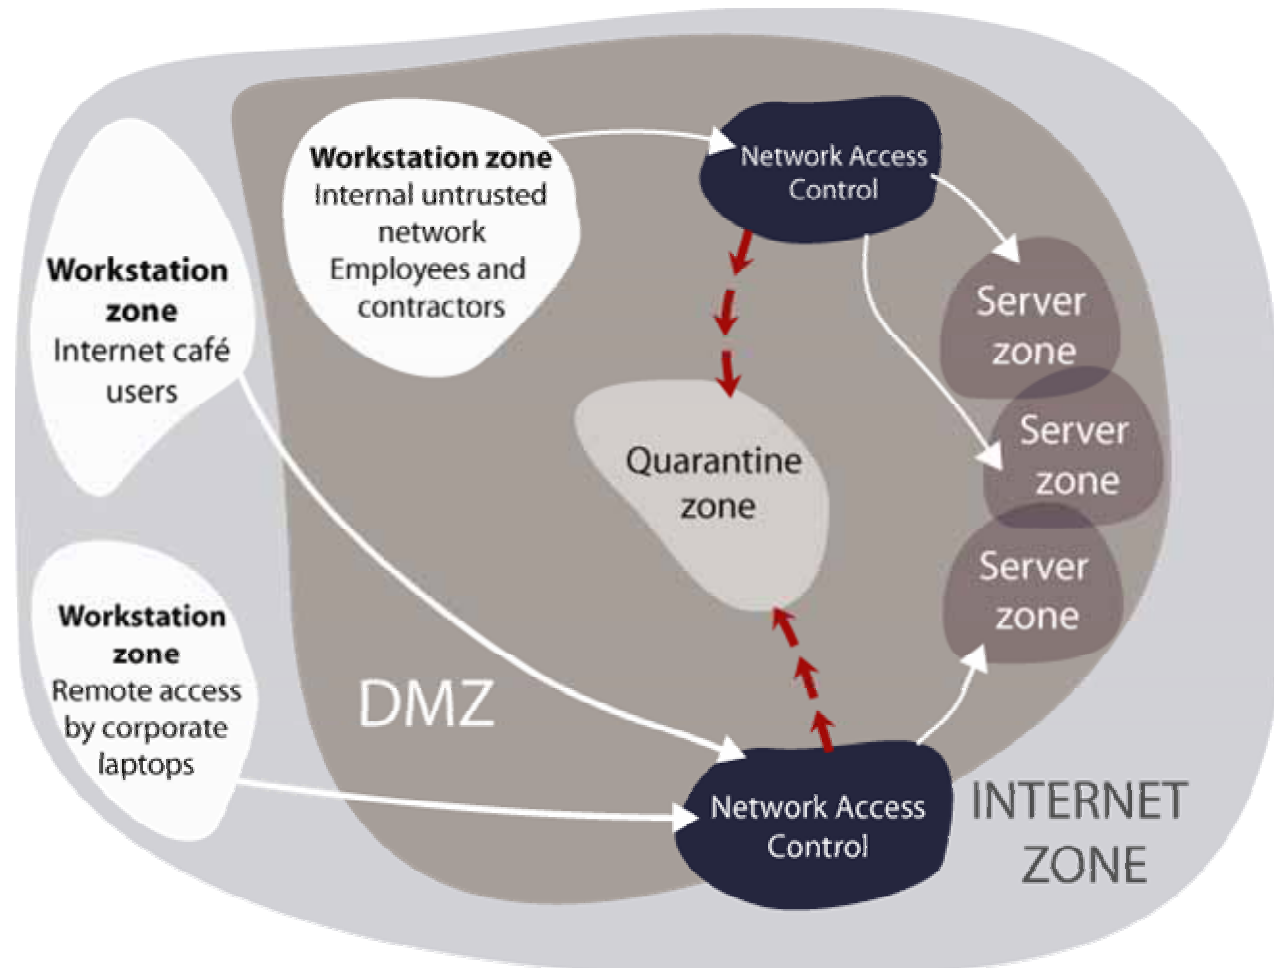 Workstation zone
Internal untrusted
network
Employees and
contractors
Network Access
Control
Workstation
zone
Internet café
users
Server
zone
Quarantine
zone
Server
zone
Server
zone
Workstation
zone
Remote access
by corporate
laptops
DMZ
Network Access
Control
INTERNET
ZONE